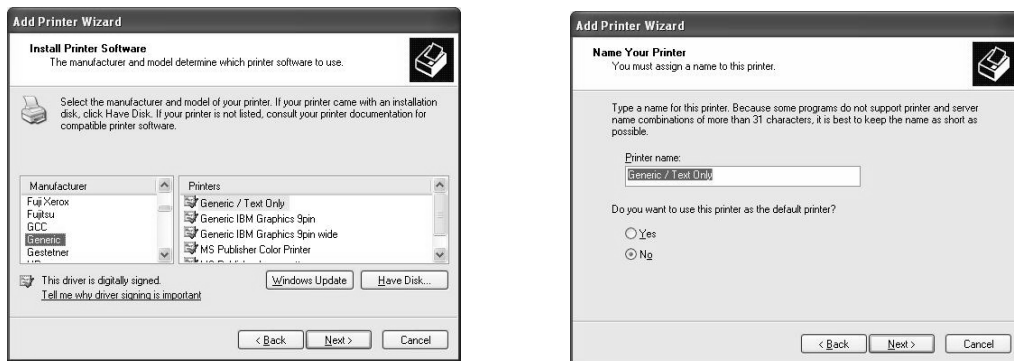 Add Printer Wizard
Install Printer Software
The manufacturer and model determine which printer software to use.
Select the manufacturer and model of your printer. If your printer came with an installation
disk, click Have Disk. If your printer is not listed, consult your printer documentation for
compatible printer software.
Manufacturer
Fuji Xerox
Fujitsu
GCC
Generic
Gestetner
Printers
Generic / Text Only
Generic IBM Graphics 9pin
Generic IBM Graphics 9pin wide
MS Publisher Color Printer
This driver is digitally signed.
Tell me why driver signing is important
Windows Update
Have Disk...
< Back
Next >
Cancel
Add Printer Wizard
Name Your Printer
You must assign a name to this printer.
Type a name for this printer. Because some programs do not support printer and server
name combinations of more than 31 characters, it is best to keep the name as short as
possible.
Printer name:
Generic / Text Only
Do you want to use this printer as the default printer?
Yes
No
< Back
Next >
Cancel